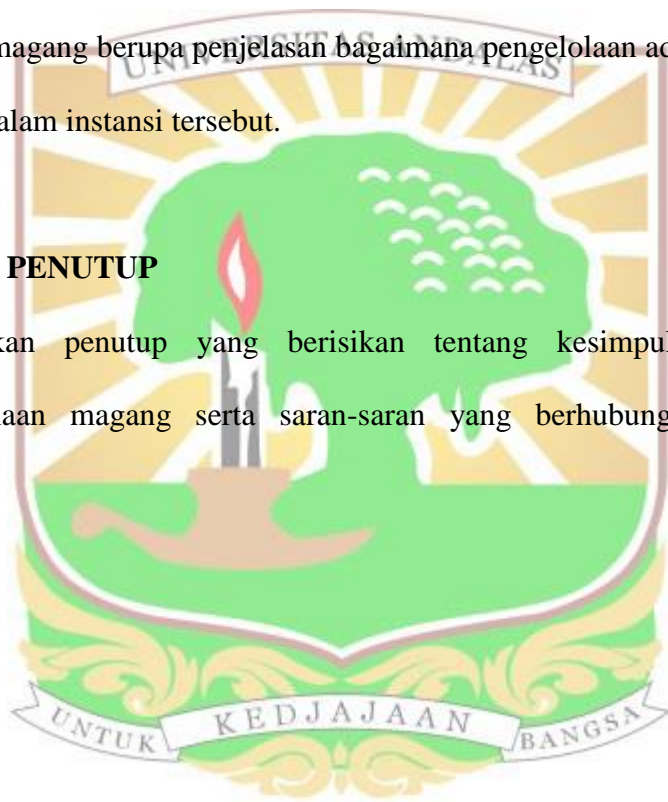 magang berupa penjelasan bagaimana pengelolaan
UNIVERSITAS ANDALAS
alam instansi tersebut.
PENUTUP
kan penutup yang berisikan tentang kesimpul
aan magang serta saran-saran yang berhubung
UNTUK KEDJAJAAN BANGSA